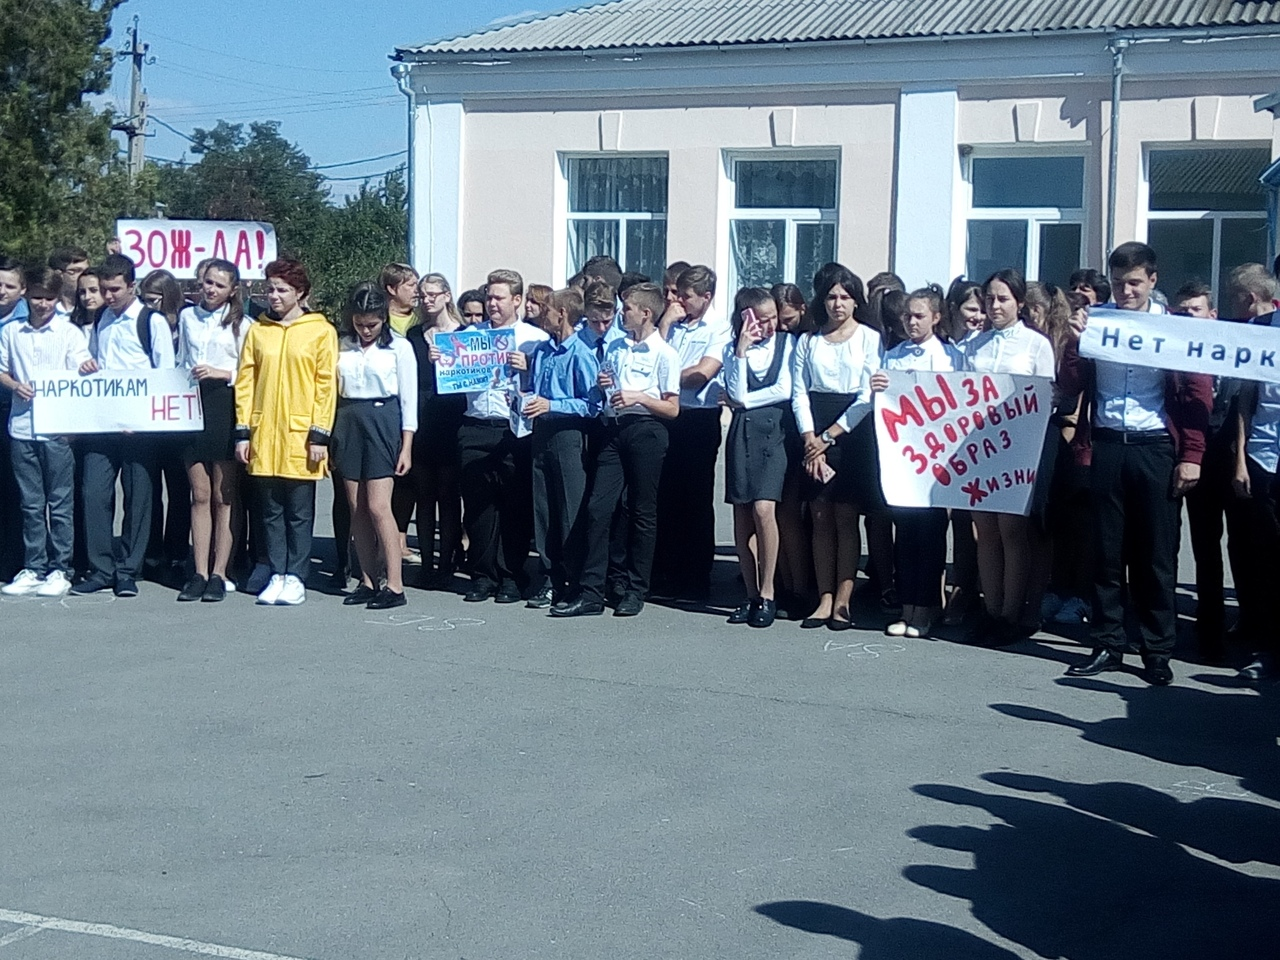 ЗОЖ-ДА!
НАРКОТИКАМ
НЕТ!
МЫ
ПРОТИВ
наркотиков
МЫ ЗА
ЗДОРОВЫЙ
ОБРАЗ
ЖИЗНИ
Нет нарк